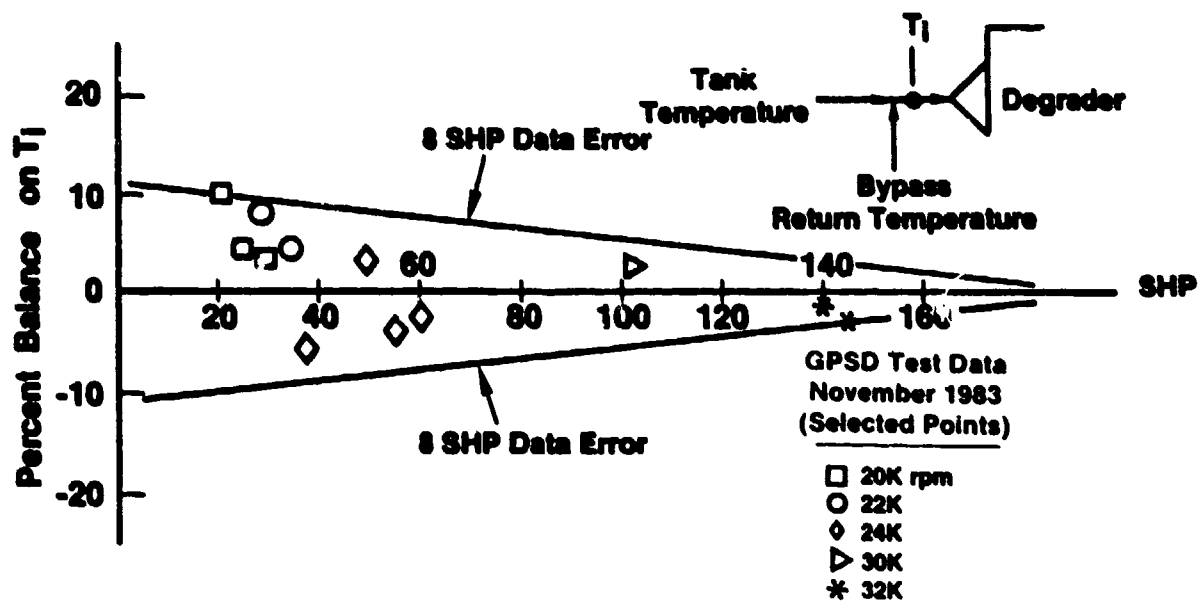 Ti
20
Tank
Temperature
Degrader
8 SHP Data Error
10
Bypass
Return Temperature
Percent Balance on Ti
60
140
0
SHP
20
40
80
100
120
160
GPSD Test Data
November 1983
(Selected Points)
-10
8 SHP Data Error
20K rpm
-20
22K
24K
30K
32K